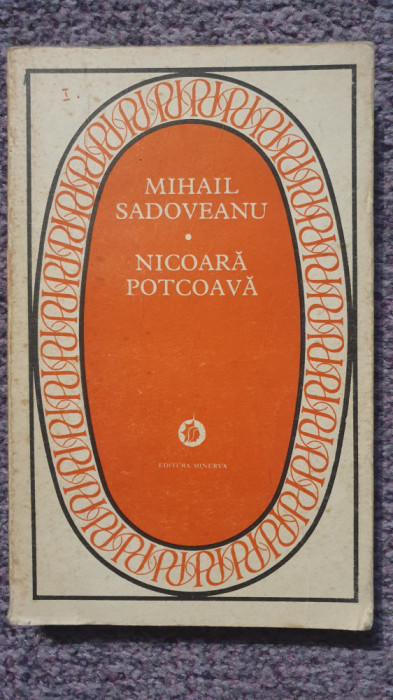 I.
MIHAIL
SADOVEANU
•
NICOARĂ
POTCOAVĂ
EDITURA MINERVA